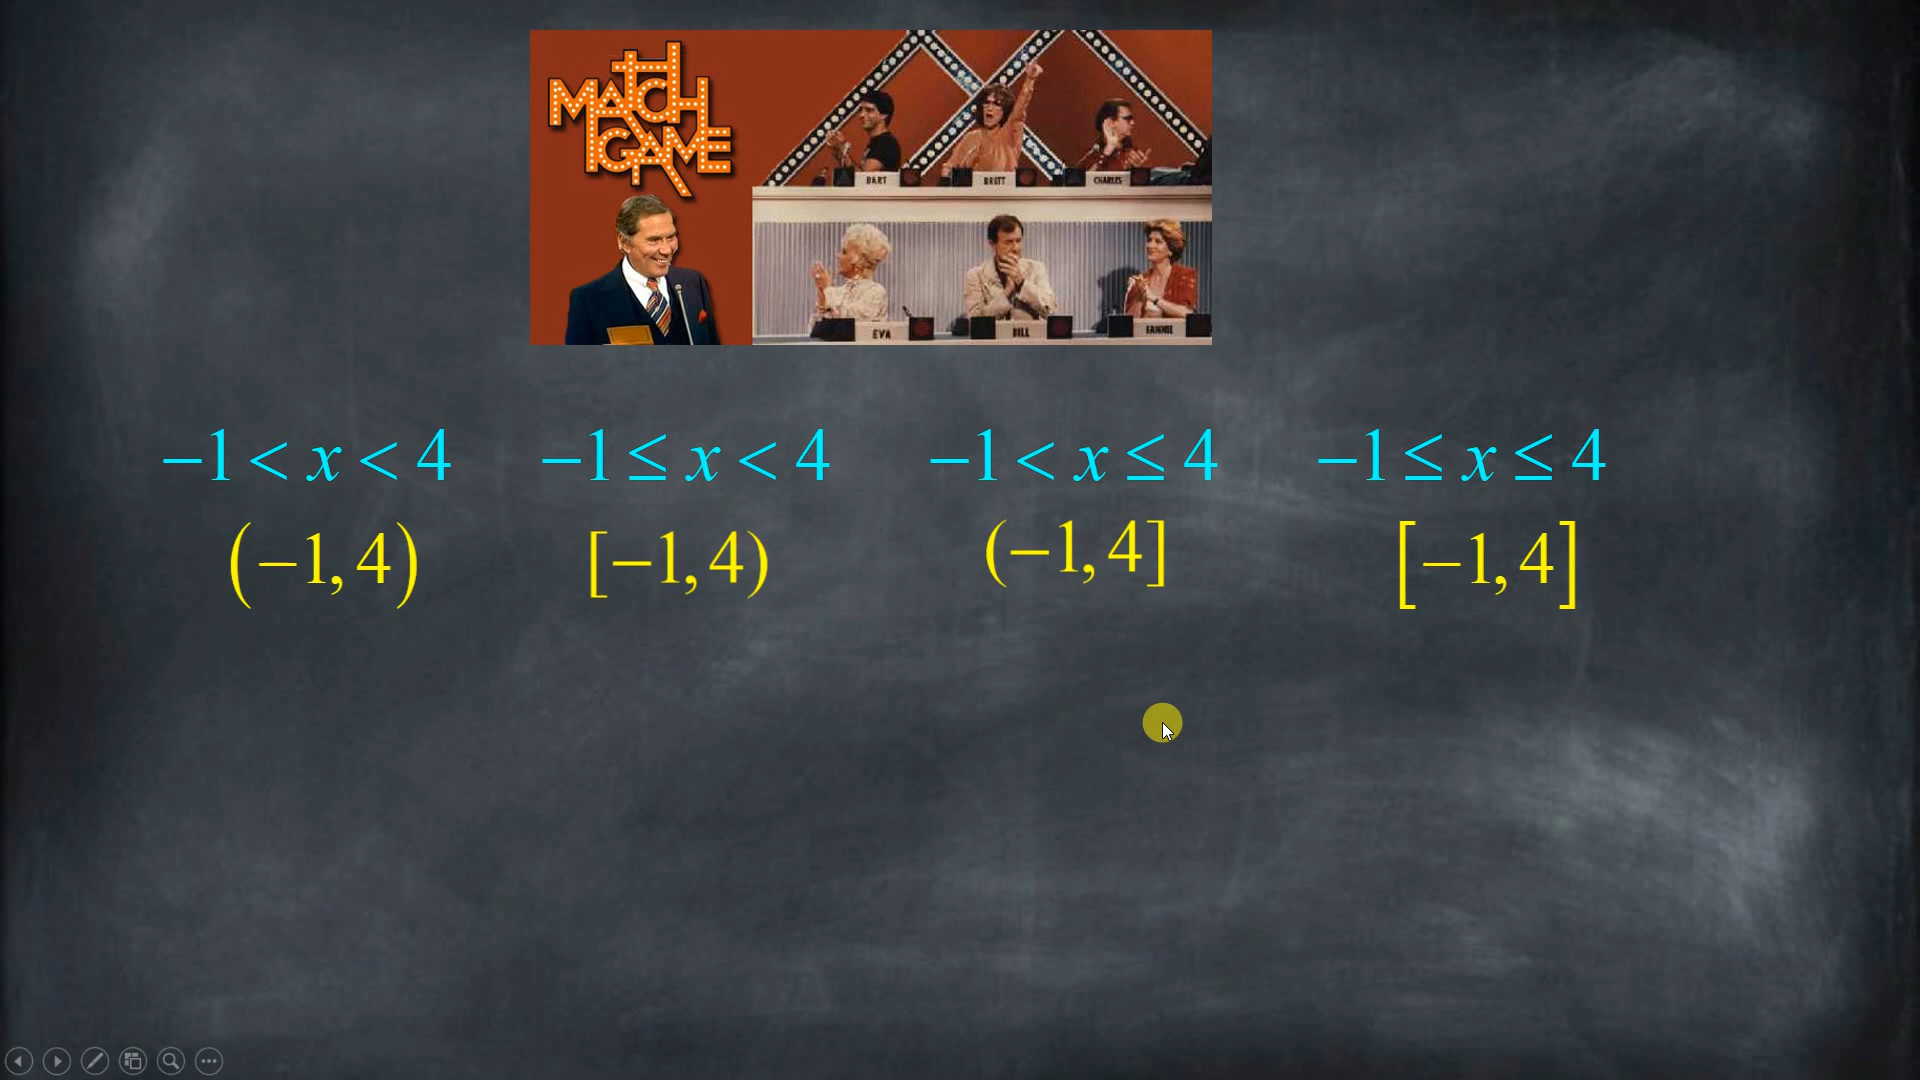 MATCH
GAME
BART BRETT CHARLES
EVA BILL FANNIE
−1 < x < 4 −1 ≤ x < 4 −1 < x ≤ 4 −1 ≤ x ≤ 4
(−1, 4) [−1, 4) (−1, 4] [−1, 4]